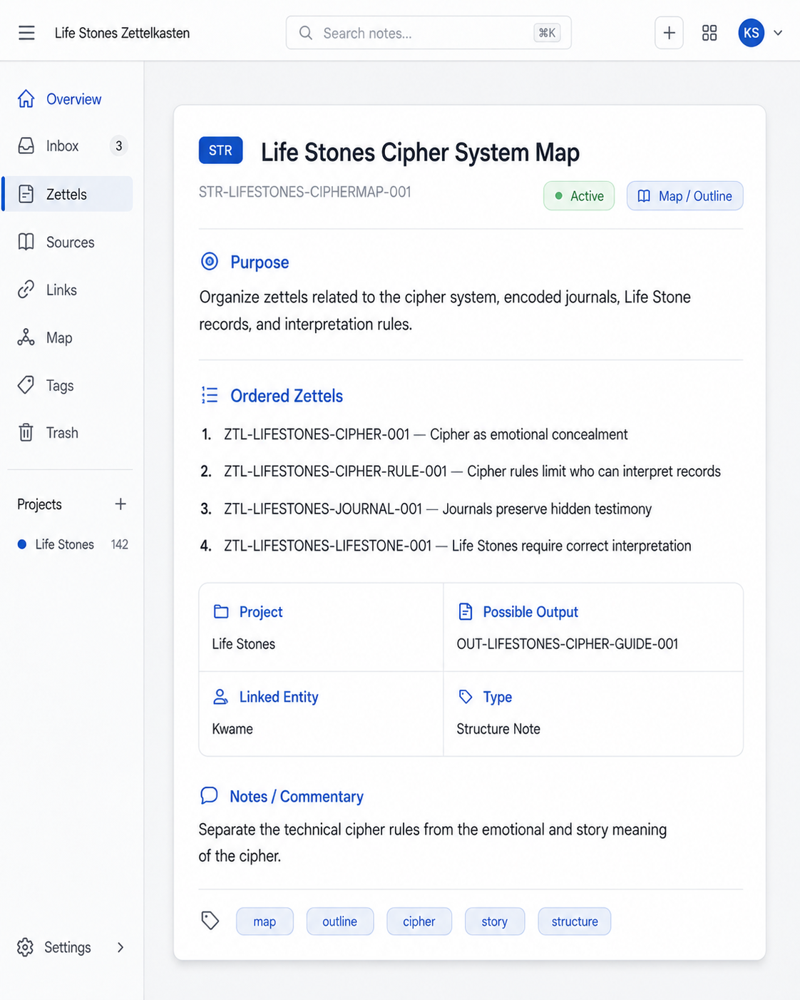 Life Stones Zettelkasten
Search notes...
⌘K
KS
Overview
Inbox 3
Zettels
Sources
Links
Map
Tags
Trash
Projects
Life Stones 142
Settings
STR Life Stones Cipher System Map
STR-LIFESTONES-CIPHERMAP-001
Active
Map / Outline
Purpose
Organize zettels related to the cipher system, encoded journals, Life Stone
records, and interpretation rules.
Ordered Zettels
1. ZTL-LIFESTONES-CIPHER-001 — Cipher as emotional concealment
2. ZTL-LIFESTONES-CIPHER-RULE-001 — Cipher rules limit who can interpret records
3. ZTL-LIFESTONES-JOURNAL-001 — Journals preserve hidden testimony
4. ZTL-LIFESTONES-LIFESTONE-001 — Life Stones require correct interpretation
Project
Life Stones
Possible Output
OUT-LIFESTONES-CIPHER-GUIDE-001
Linked Entity
Kwame
Type
Structure Note
Notes / Commentary
Separate the technical cipher rules from the emotional and story meaning
of the cipher.
map outline cipher story structure